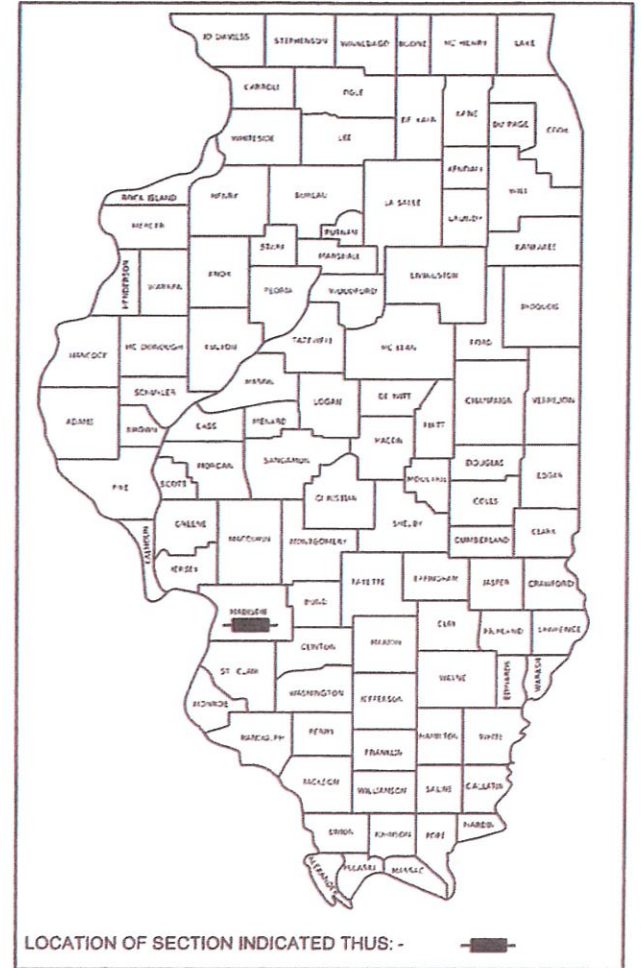 JO DAVIESS STEPHENSON WINNEBAGO BOONE MC HENRY LAKE
CARROLL OGLE DE KALB KANE DU PAGE COOK
WHITESIDE LEE KENDALL WILL
ROCK ISLAND HENRY BUREAU LA SALLE GRUNDY
MERCER STARK PUTNAM KANKAKEE
HENDERSON WARREN KNOX MARSHALL LIVINGSTON
PEORIA WOODFORD IROQUOIS
HANCOCK MC DONOUGH FULTON TAZEWELL MC LEAN FORD
SCHUYLER MASON LOGAN DE WITT CHAMPAIGN VERMILION
ADAMS BROWN CASS MENARD MACON PIATT
PIKE SCOTT MORGAN SANGAMON CHRISTIAN MOULTRIE DOUGLAS EDGAR
COLES
CALHOUN GREENE MACOUPIN MONTGOMERY SHELBY CUMBERLAND CLARK
JERSEY FAYETTE EFFINGHAM JASPER CRAWFORD
MADISON BOND CLAY RICHLAND LAWRENCE
ST. CLAIR CLINTON MARION WAYNE EDWARDS WABASH
MONROE WASHINGTON JEFFERSON
RANDOLPH PERRY FRANKLIN HAMILTON WHITE
JACKSON WILLIAMSON SALINE GALLATIN
UNION JOHNSON POPE HARDIN
ALEXANDER PULASKI MASSAC
LOCATION OF SECTION INDICATED THUS: -